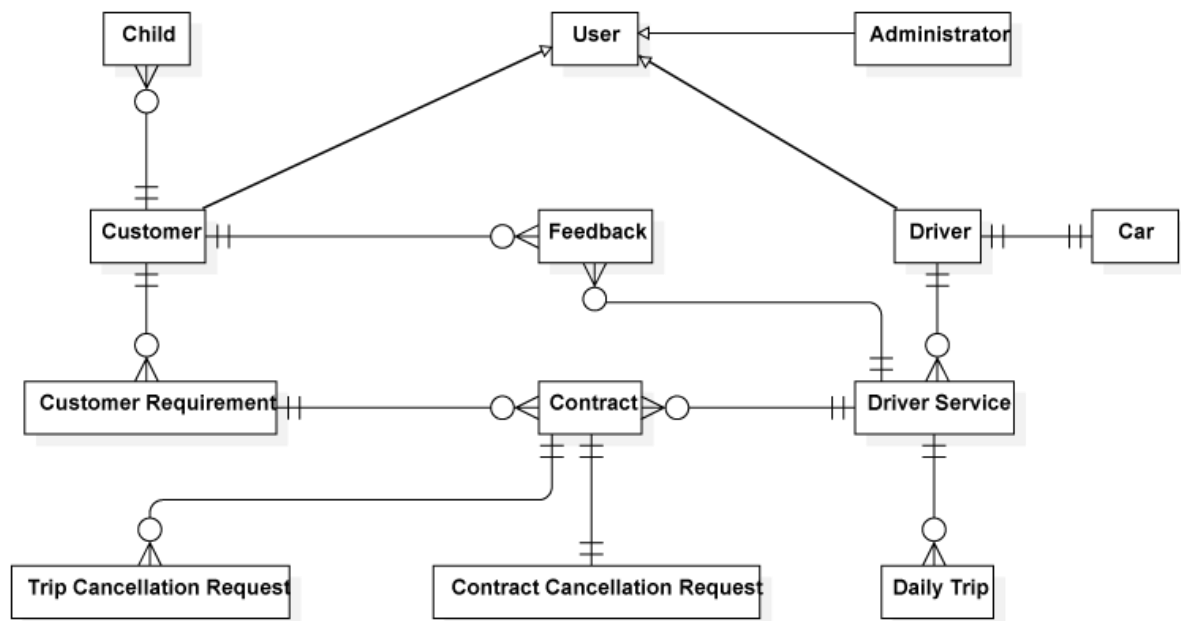 Child
User
Administrator
Customer
Feedback
Driver
Car
Customer Requirement
Contract
Driver Service
Trip Cancellation Request
Contract Cancellation Request
Daily Trip